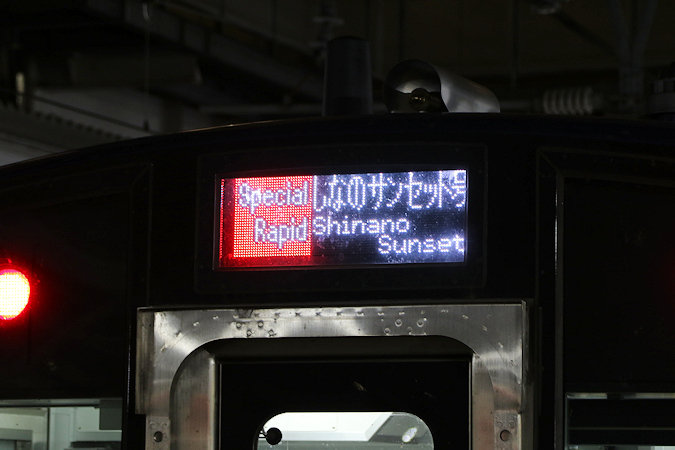 Special
Rapid
しなのサンセット号
Shinano
Sunset